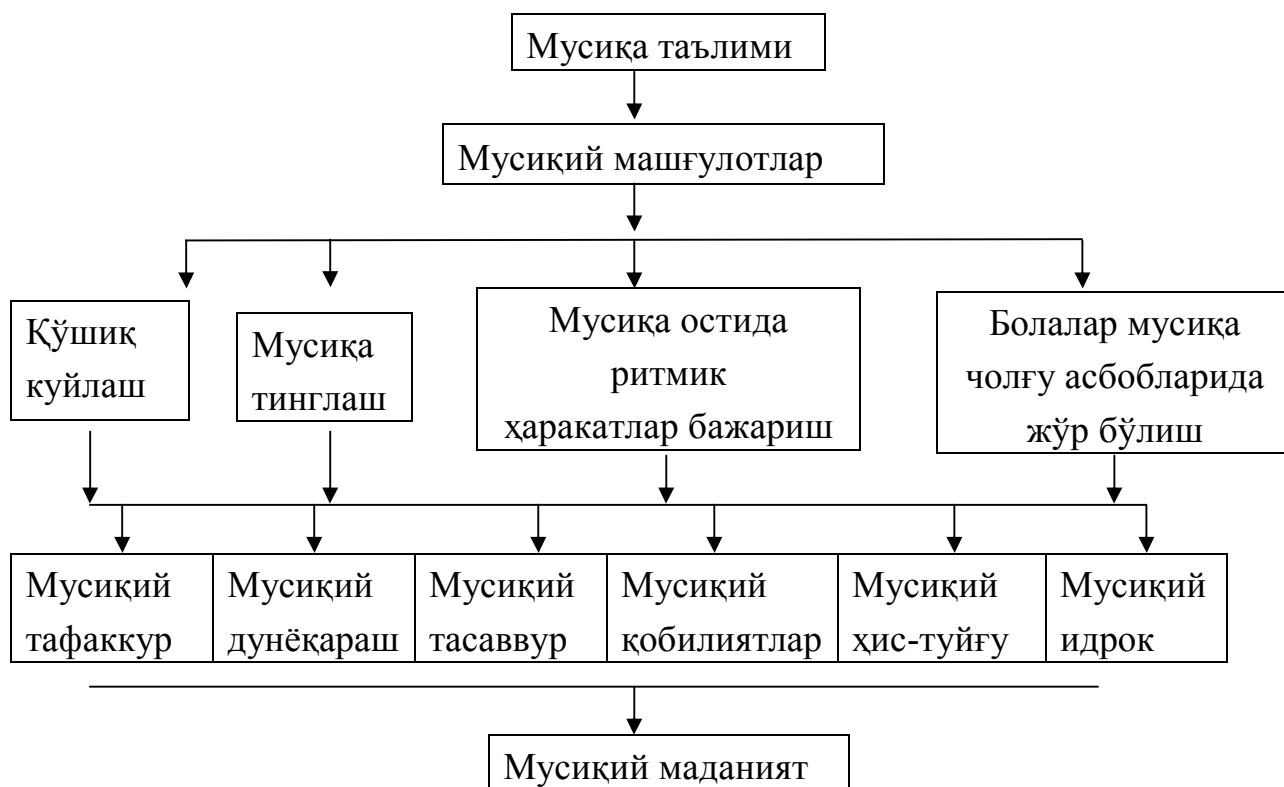 Мусиқа таълими
Мусиқий машғулотлар
Қўшиқ
куйлаш
Мусиқа
тинглаш
Мусиқа остида
ритмик
ҳаракатлар бажариш
Болалар мусиқа
чолғу асбобларида
жўр бўлиш
Мусиқий
тафаккур
Мусиқий
дунёқараш
Мусиқий
тасаввур
Мусиқий
қобилиятлар
Мусиқий
ҳис-туйғу
Мусиқий
идрок
Мусиқий маданият